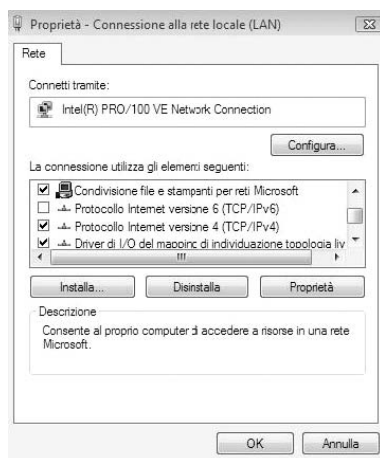 Proprietà - Connessione alla rete locale (LAN)
Rete
Connetti tramite:
Intel(R) PRO/100 VE Network Connection
Configura...
La connessione utilizza gli elementi seguenti:
Condivisione file e stampanti per reti Microsoft
Protocollo Internet versione 6 (TCP/IPv6)
Protocollo Internet versione 4 (TCP/IPv4)
Driver di I/O del mapping di individuazione topologia liv
Installa... Disinstalla Proprietà
Descrizione
Consente al proprio computer di accedere a risorse in una rete
Microsoft.
OK Annulla